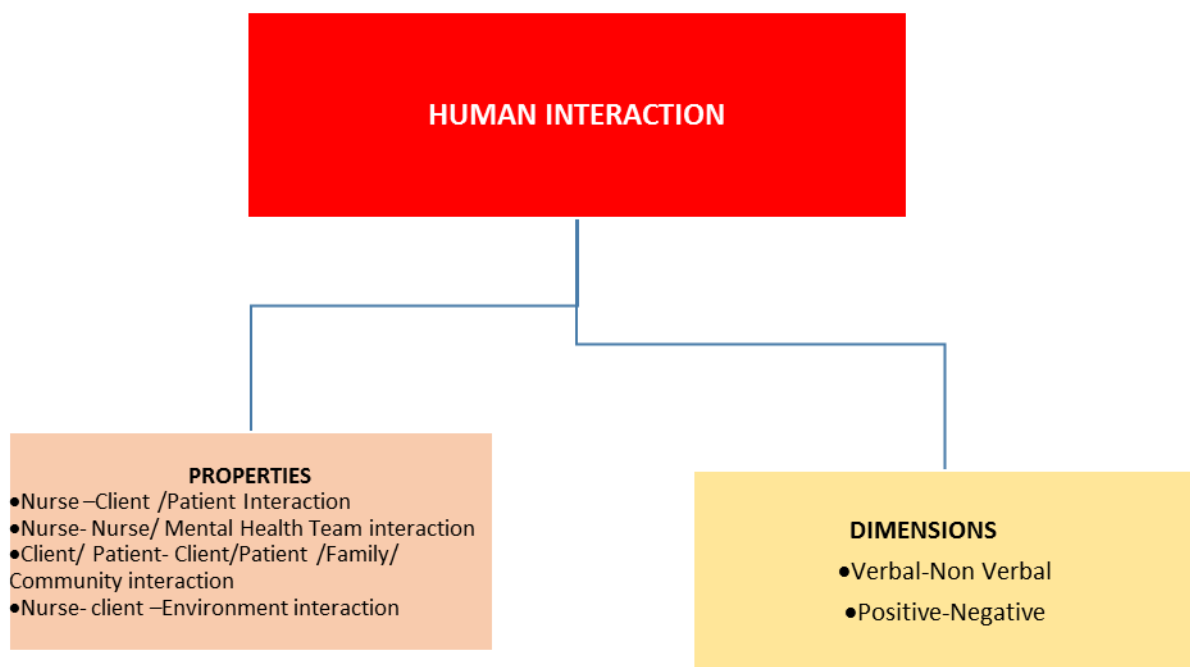 HUMAN INTERACTION
PROPERTIES
●Nurse –Client /Patient Interaction
●Nurse- Nurse/ Mental Health Team interaction
●Client/ Patient- Client/Patient /Family/
Community interaction
●Nurse- client –Environment interaction
DIMENSIONS
●Verbal-Non Verbal
●Positive-Negative